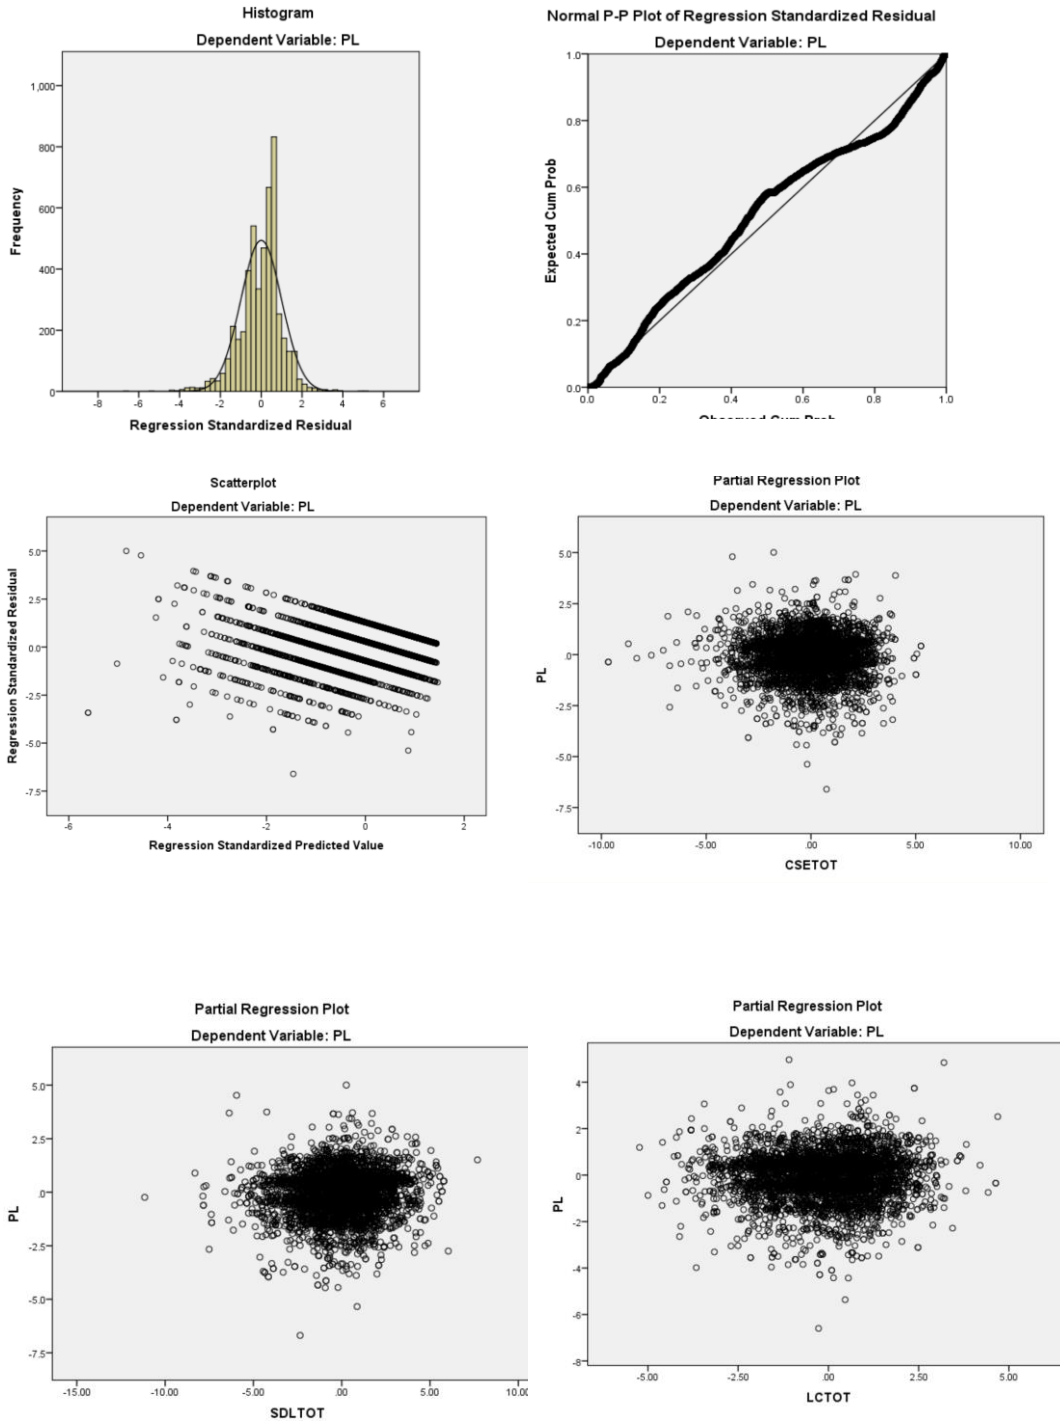 Histogram
Dependent Variable: PL
1,000
800
600
400
200
0
Frequency
-8 -6 -4 -2 0 2 4 6
Regression Standardized Residual
Normal P-P Plot of Regression Standardized Residual
Dependent Variable: PL
1.0
0.8
0.6
0.4
0.2
0.0
Expected Cum Prob
0.0 0.2 0.4 0.6 0.8 1.0
Observed Cum Prob
Scatterplot
Dependent Variable: PL
5.0
2.5
0.0
-2.5
-5.0
-7.5
Regression Standardized Residual
-6 -4 -2 0 2
Regression Standardized Predicted Value
Partial Regression Plot
Dependent Variable: PL
5.0
2.5
.0
-2.5
-5.0
-7.5
PL
-10.00 -5.00 .00 5.00 10.00
CSETOT
Partial Regression Plot
Dependent Variable: PL
5.0
2.5
.0
-2.5
-5.0
-7.5
PL
-15.00 -10.00 -5.00 .00 5.00 10.00
SDLTOT
Partial Regression Plot
Dependent Variable: PL
4
2
0
-2
-4
-6
-8
PL
-5.00 -2.50 .00 2.50 5.00
LCTOT